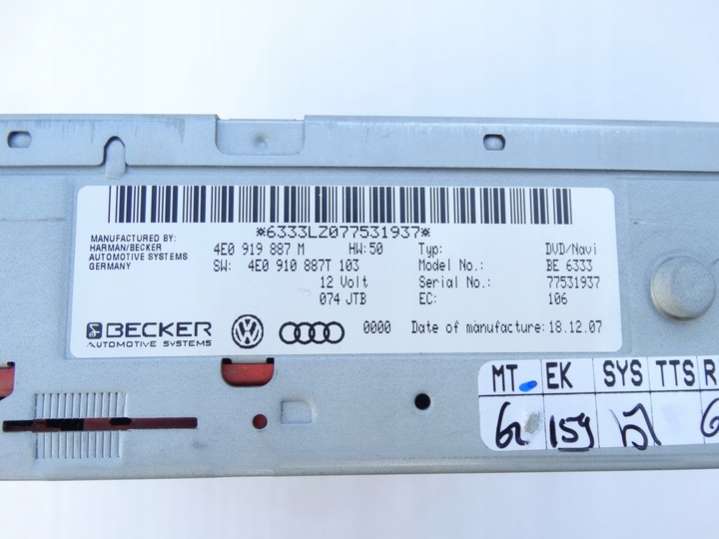 *6333LZ077531937*
MANUFACTURED BY:
HARMAN/BECKER
AUTOMOTIVE SYSTEMS
GERMANY
4E0 919 887 M HW:50 Typ: DVD/Navi
SW: 4E0 910 887T 103 Model No.: BE 6333
12 Volt Serial No.: 77531937
074 JTB EC: 106
BECKER
AUTOMOTIVE SYSTEMS
0000 Date of manufacture: 18.12.07
MT EK SYS TTS R
159